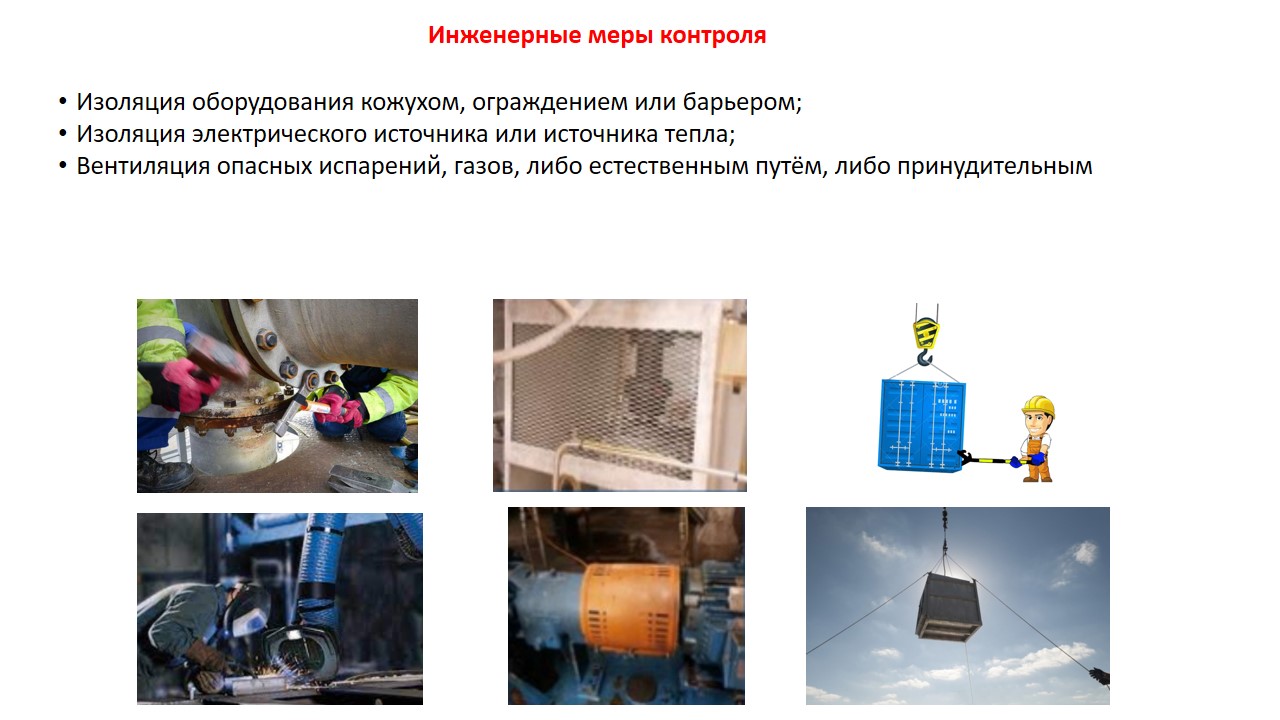 Инженерные меры контроля
• Изоляция оборудования кожухом, ограждением или барьером;
• Изоляция электрического источника или источника тепла;
• Вентиляция опасных испарений, газов, либо естественным путём, либо принудительным